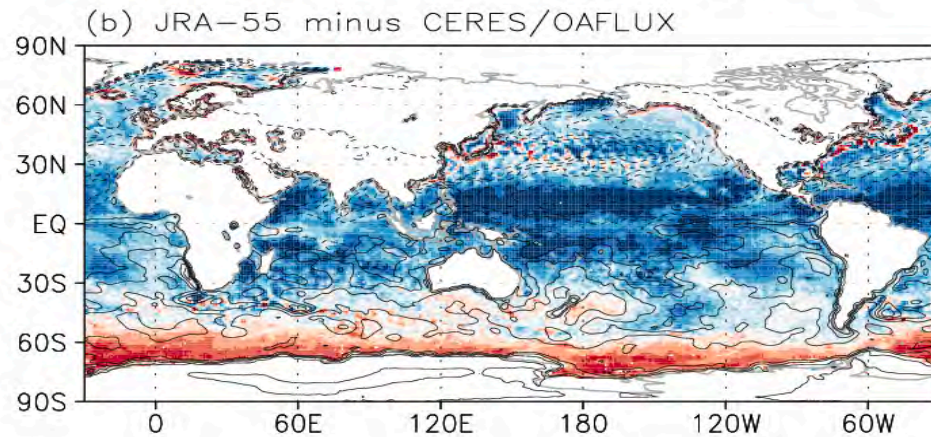 (b) JRA-55 minus CERES/OAFLUX
90N
60N
30N
EQ
30S
60S
90S
0 60E 120E 180 120W 60W